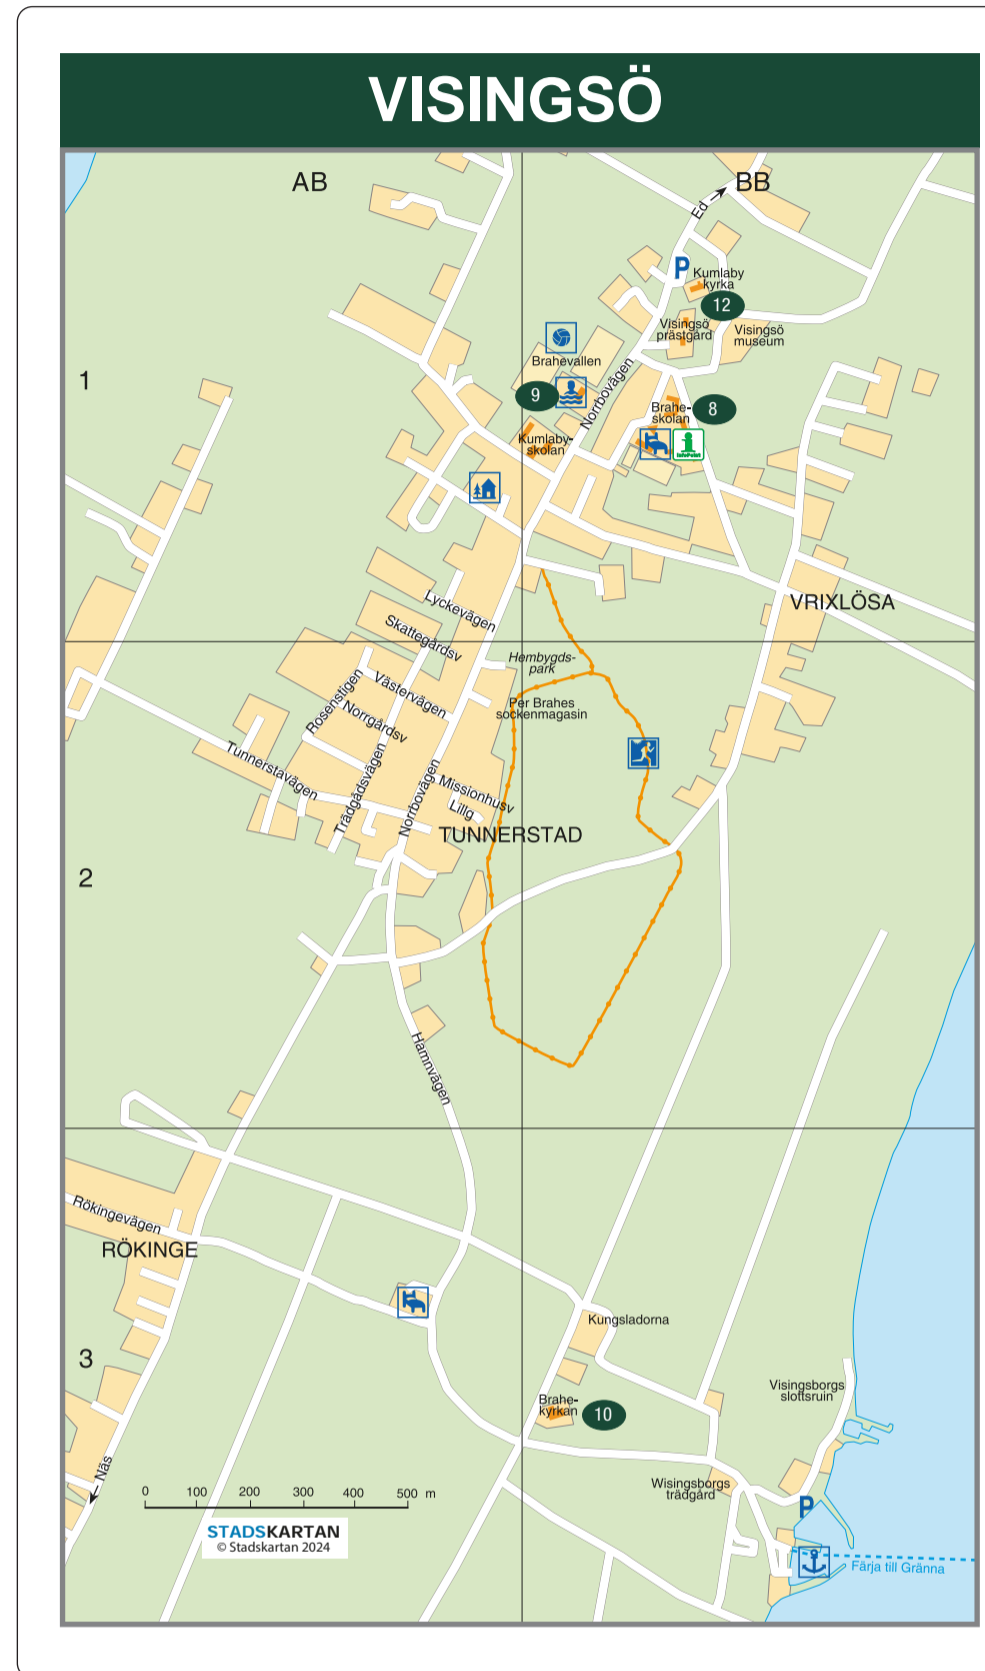 VISINGSÖ
AB
BB
Ed
P
Kumlaby
kyrka
12
Visingsö
prästgård
Visingsö
museum
1
Brahevallen
9
Norrbovägen
Brahe-
skolan
8
Kumlaby-
skolan
InfoPoint
VRIXLÖSA
Lyckevägen
Skattegårdsv
Hembygds-
park
Per Brahes
sockenmagasin
Rosenstigen
Västervägen
Norrgårdsv
Tunnerstavägen
Trädgådsvägen
Norrbovägen
Missionhusv
Lillg
TUNNERSTAD
2
Hamnvägen
Rökingevägen
RÖKINGE
Kungsladorna
3
Brahe-
kyrkan
10
Visingsborgs
slottsruin
Näs
Wisingsborgs
trädgård
P
0 100 200 300 400 500 m
STADSKARTAN
© Stadskartan 2024
Färja till Gränna